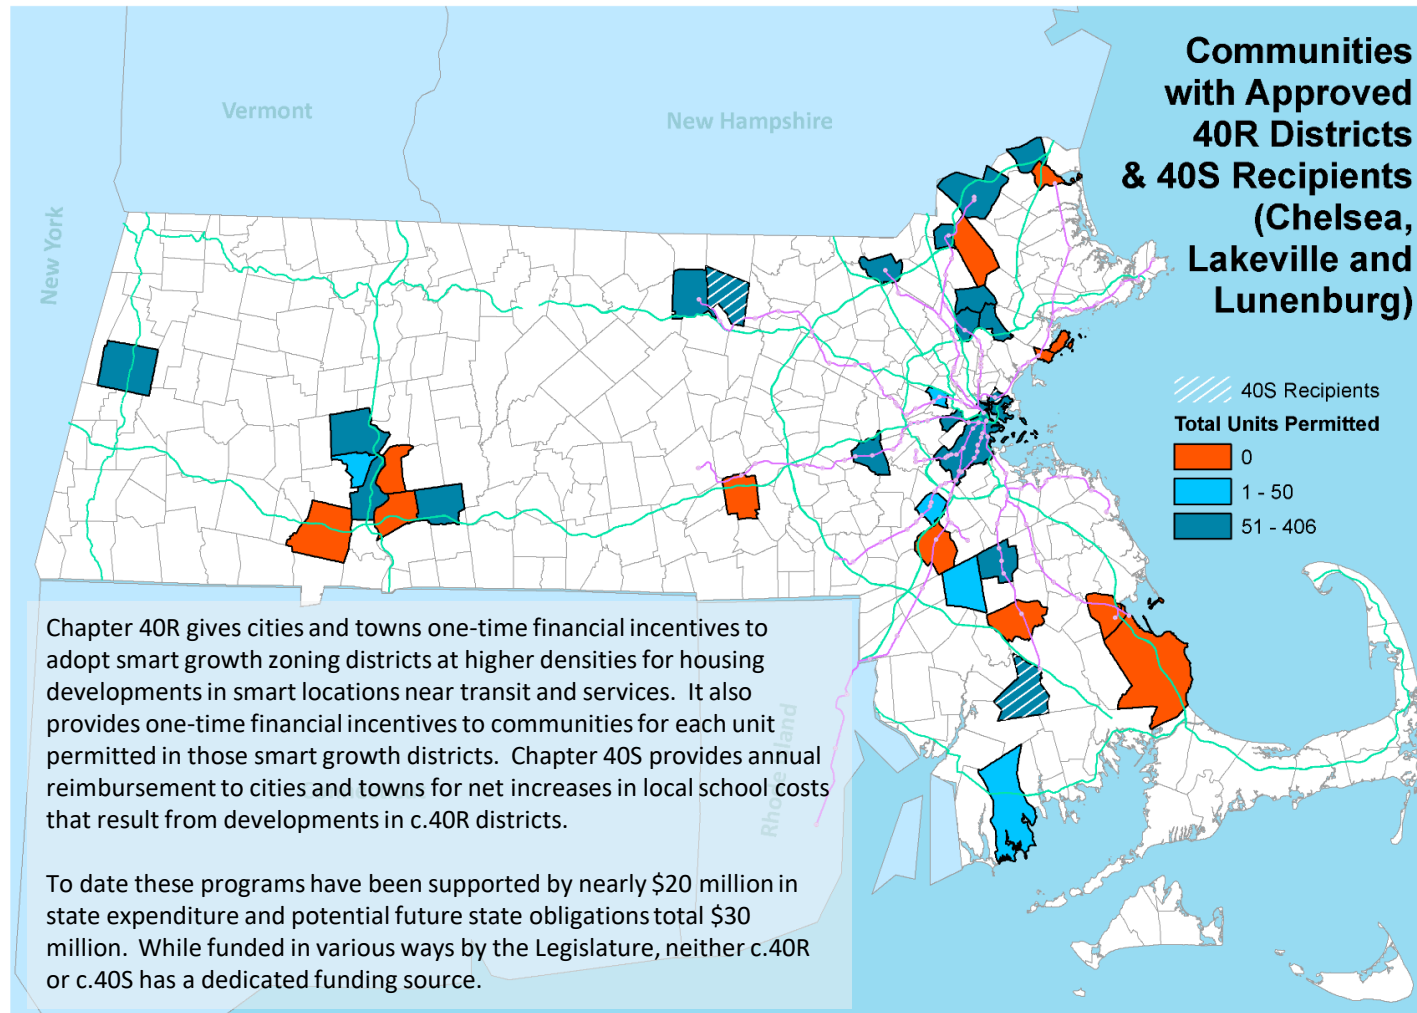 Communities
with Approved
40R Districts
& 40S Recipients
(Chelsea,
Lakeville and
Lunenburg)
Vermont
New Hampshire
New York
40S Recipients
Total Units Permitted
0
1 - 50
51 - 406
Chapter 40R gives cities and towns one-time financial incentives to
adopt smart growth zoning districts at higher densities for housing
developments in smart locations near transit and services.  It also
provides one-time financial incentives to communities for each unit
permitted in those smart growth districts.  Chapter 40S provides annual
reimbursement to cities and towns for net increases in local school costs
that result from developments in c.40R districts.
To date these programs have been supported by nearly $20 million in
state expenditure and potential future state obligations total $30
million.  While funded in various ways by the Legislature, neither c.40R
or c.40S has a dedicated funding source.
Rhode Island